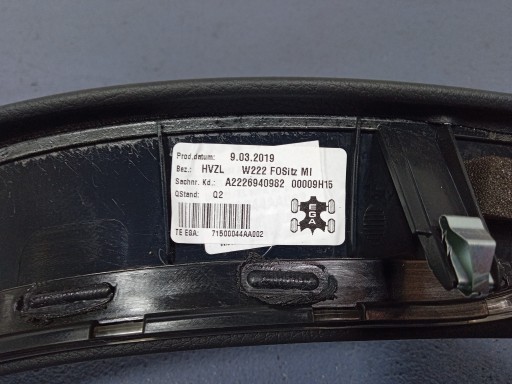 Prod.datum: 9.03.2019
Bez.: HVZL W222 FOSitz MI
Sachnr. Kd.: A2226940982 00009H15
QStand: Q2
TE EGA: 71500044AA002
EGA